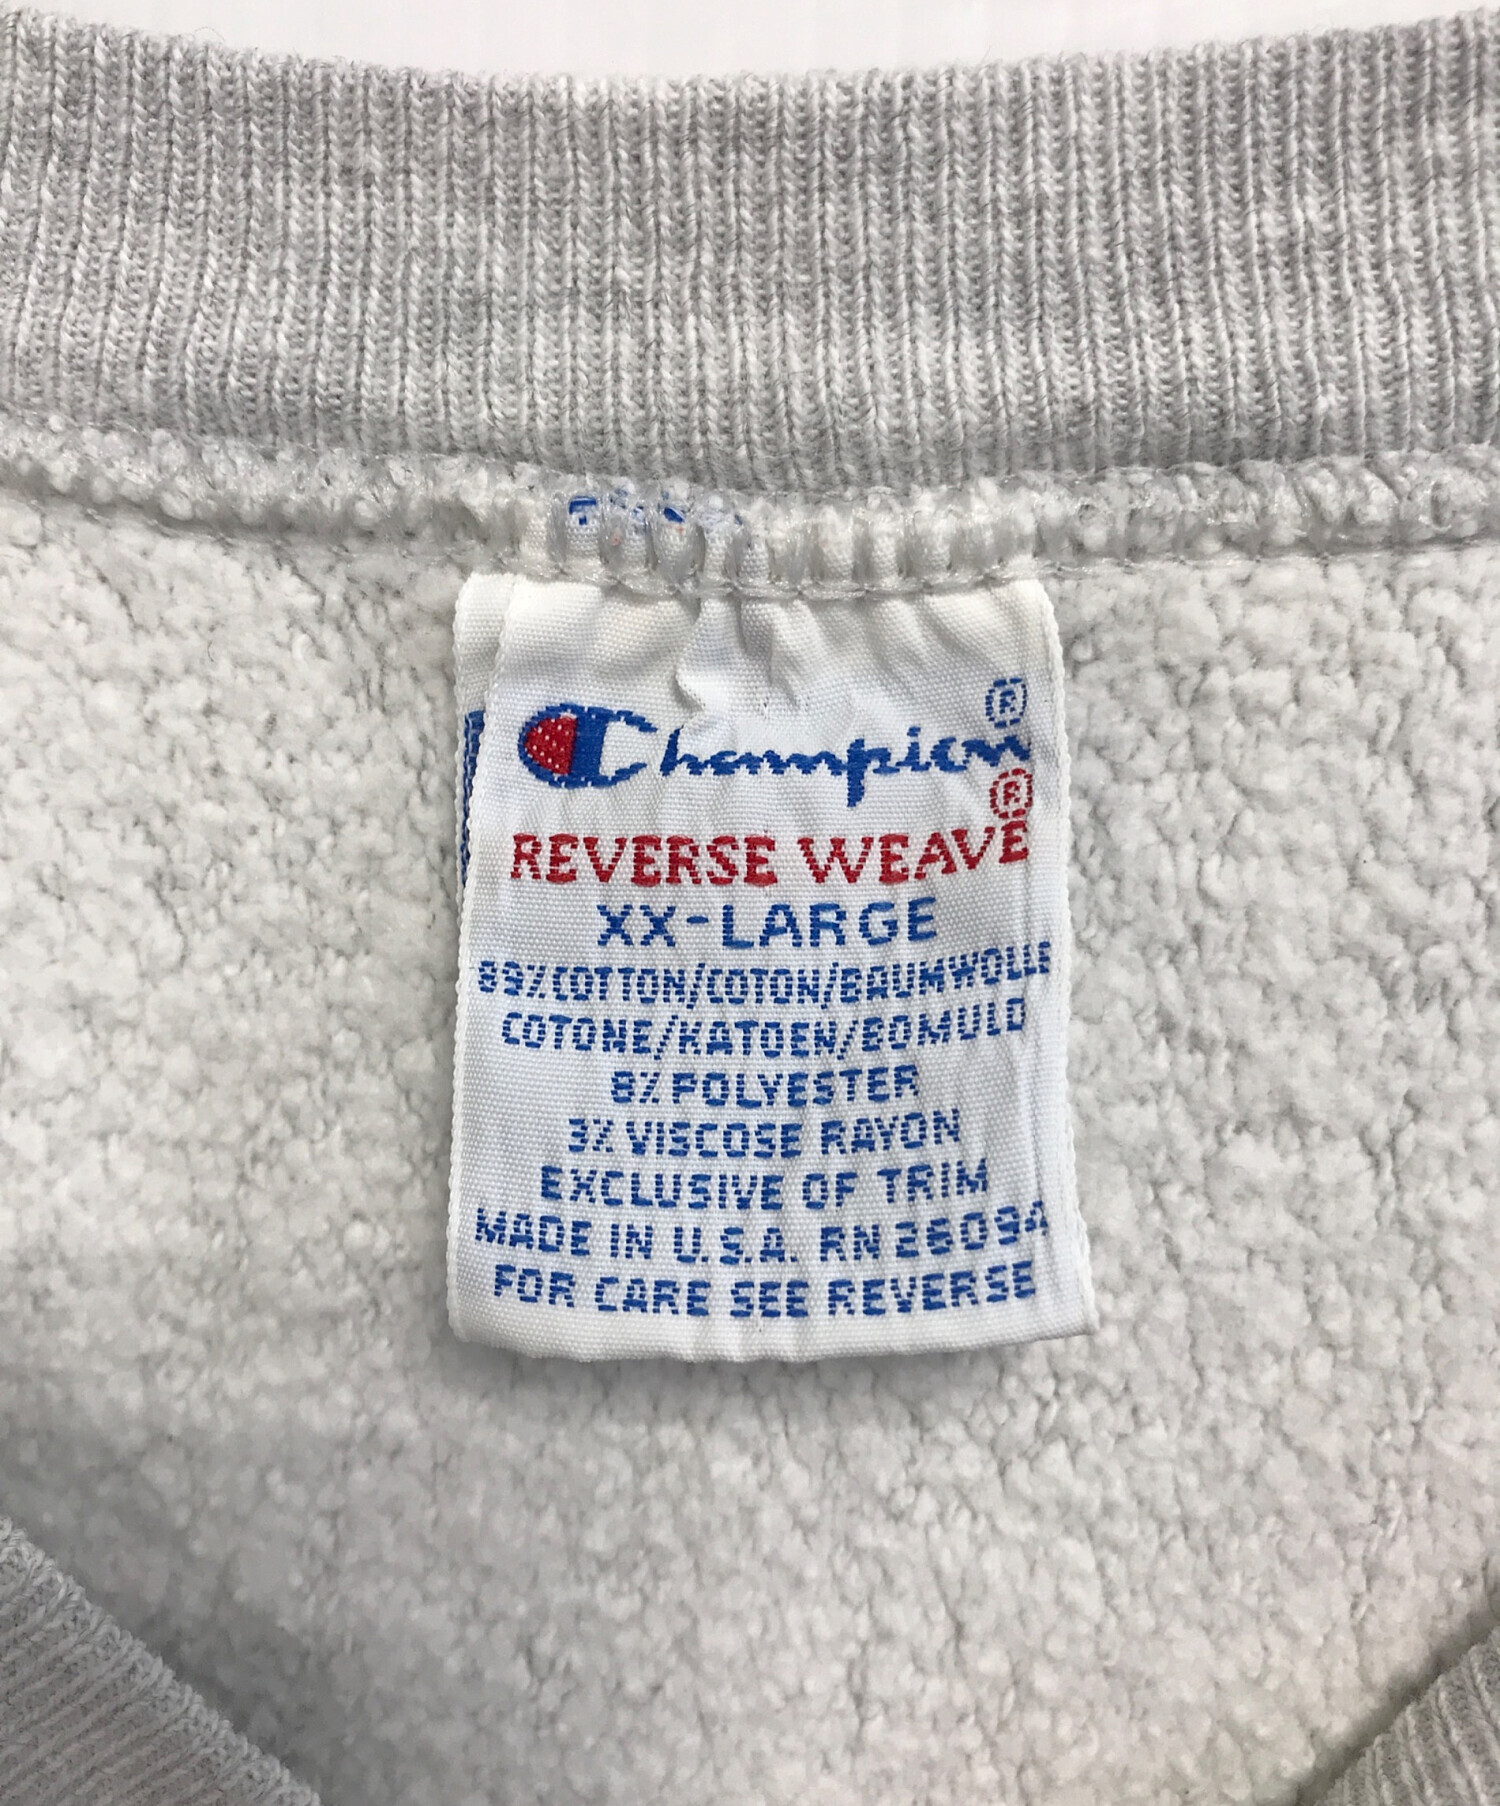 Champion®
REVERSE WEAVE®
XX-LARGE
89% COTTON/COTON/BAUMWOLLE
COTONE/KATOEN/BOMULD
8% POLYESTER
3% VISCOSE RAYON
EXCLUSIVE OF TRIM
MADE IN U.S.A. RN 26094
FOR CARE SEE REVERSE